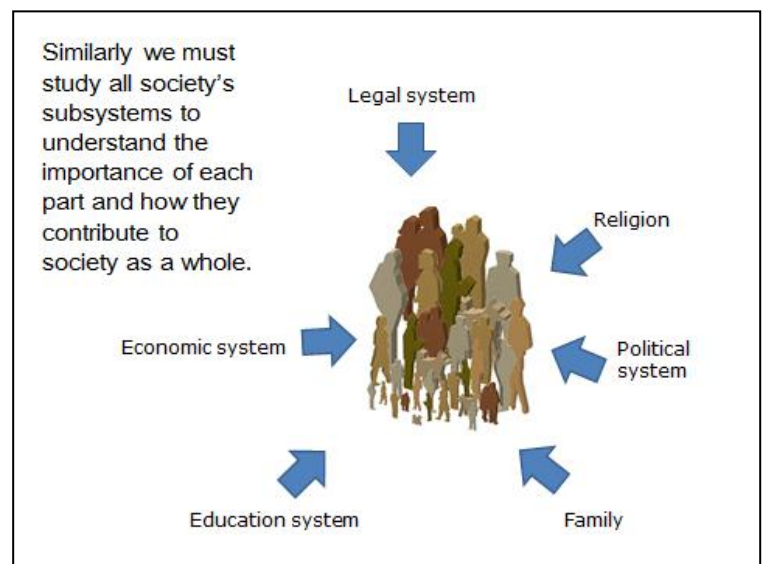 Similarly we must
study all society's
subsystems to
understand the
importance of each
part and how they
contribute to
society as a whole.
Legal system
Religion
Economic system
Political
system
Education system
Family